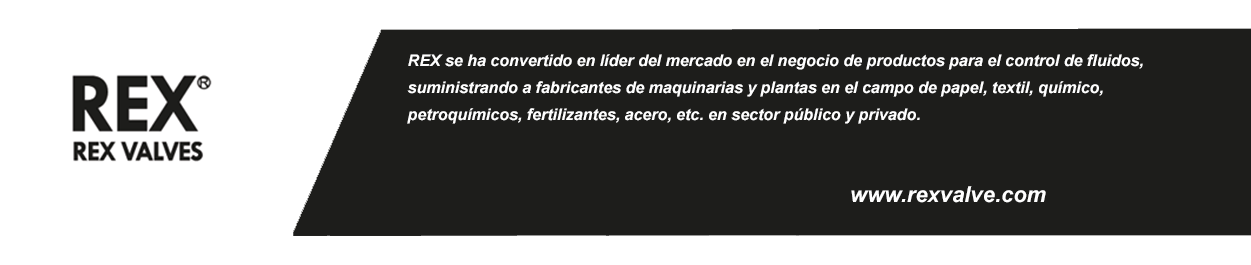 REX®
REX VALVES
REX se ha convertido en líder del mercado en el negocio de productos para el control de fluidos,
suministrando a fabricantes de maquinarias y plantas en el campo de papel, textil, químico,
petroquímicos, fertilizantes, acero, etc. en sector público y privado.
www.rexvalve.com